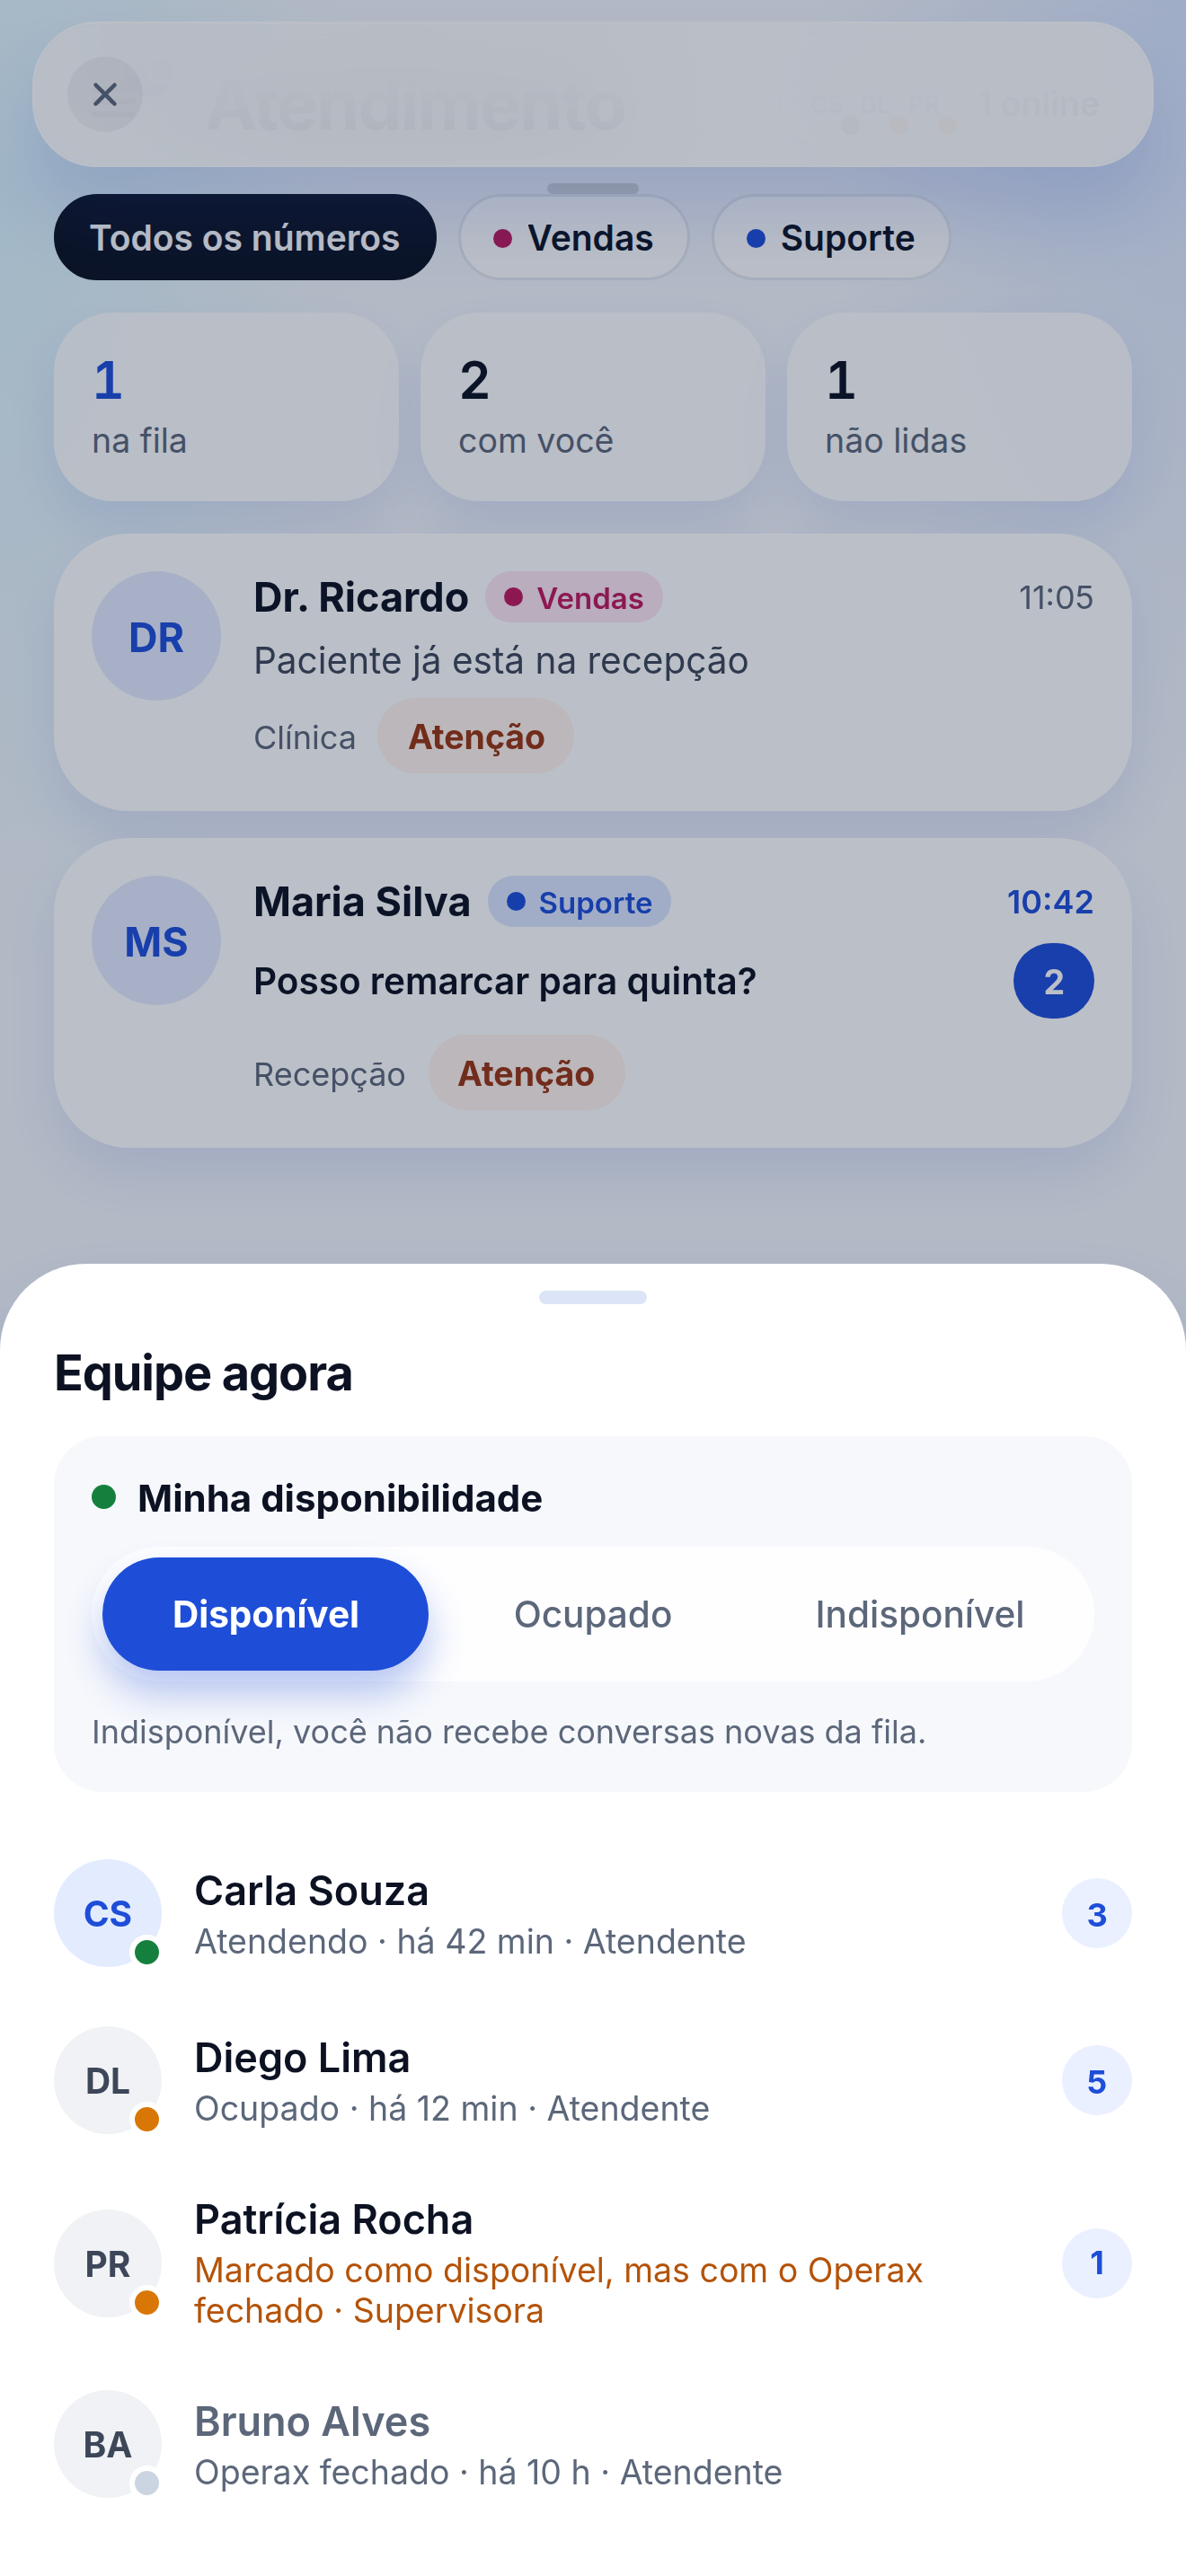 Atendimento
CS DL PR 1 online
Todos os números
Vendas
Suporte
1
na fila
2
com você
1
não lidas
DR
Dr. Ricardo
Vendas
11:05
Paciente já está na recepção
Clínica
Atenção
MS
Maria Silva
Suporte
10:42
Posso remarcar para quinta?
2
Recepção
Atenção
Equipe agora
Minha disponibilidade
Disponível
Ocupado
Indisponível
Indisponível, você não recebe conversas novas da fila.
CS
Carla Souza
Atendendo · há 42 min · Atendente
3
DL
Diego Lima
Ocupado · há 12 min · Atendente
5
PR
Patrícia Rocha
Marcado como disponível, mas com o Operax
fechado · Supervisora
1
BA
Bruno Alves
Operax fechado · há 10 h · Atendente